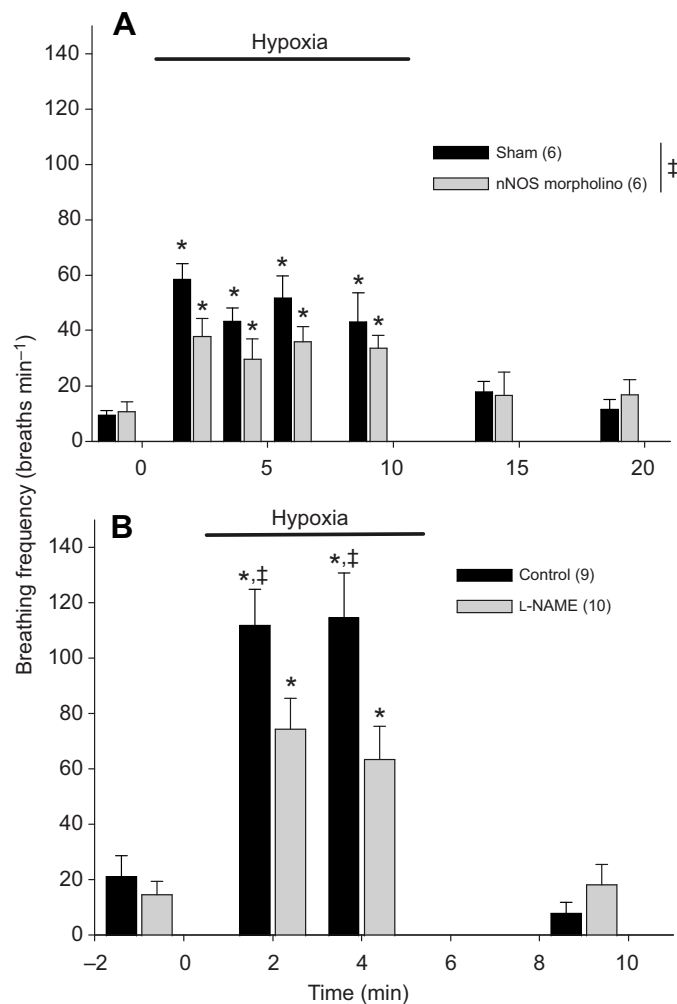 A
Hypoxia
140
120
100
80
60
40
20
0
Sham (6)
nNOS morpholino (6)
‡
*
*
*
*
*
*
*
*
0 5 10 15 20
Breathing frequency (breaths min⁻¹)
B
Hypoxia
140
120
100
80
60
40
20
0
Control (9)
L-NAME (10)
*,‡
*,‡
*
*
–2 0 2 4 6 8 10
Time (min)